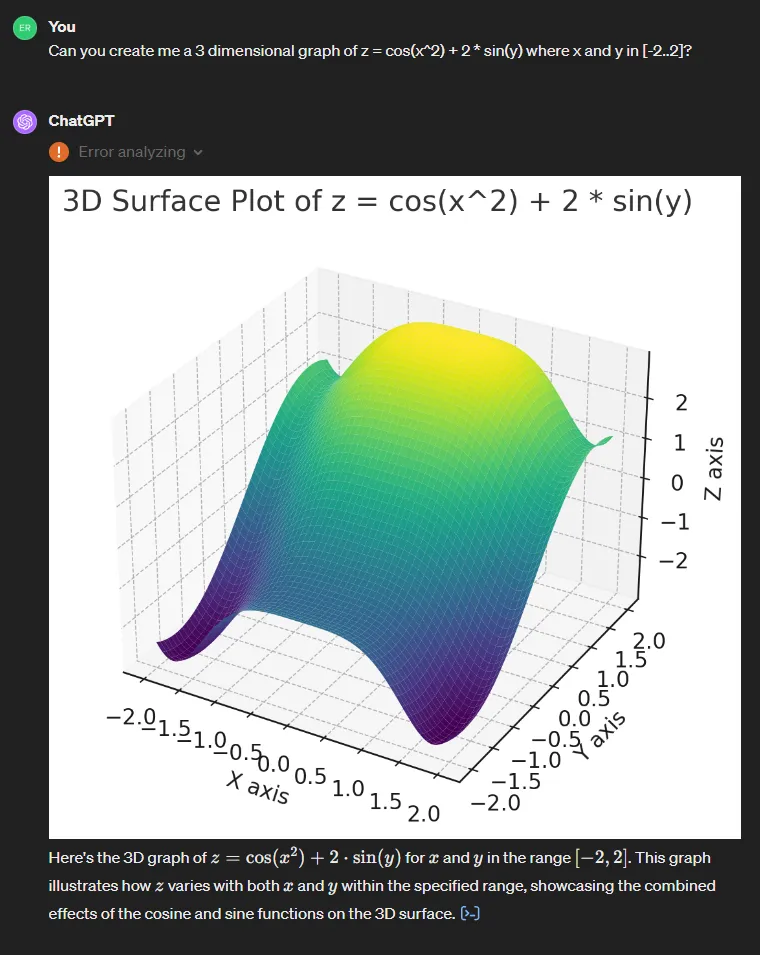 ER
You
Can you create me a 3 dimensional graph of z = cos(x^2) + 2 * sin(y) where x and y in [-2..2]?
ChatGPT
! Error analyzing
3D Surface Plot of z = cos(x^2) + 2 * sin(y)
2
1
0
−1
−2
Z axis
−2.0
−1.5
−1.0
−0.5
0.0
0.5
1.0
1.5
2.0
X axis
2.0
1.5
1.0
0.5
0.0
−0.5
−1.0
−1.5
−2.0
Y axis
Here's the 3D graph of z = cos(x²) + 2 · sin(y) for x and y in the range [−2, 2]. This graph
illustrates how z varies with both x and y within the specified range, showcasing the combined
effects of the cosine and sine functions on the 3D surface. [>-]